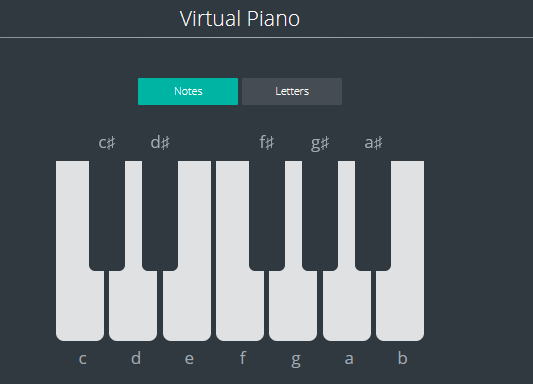 Virtual Piano
Notes Letters
c♯ d♯ f♯ g♯ a♯
c d e f g a b